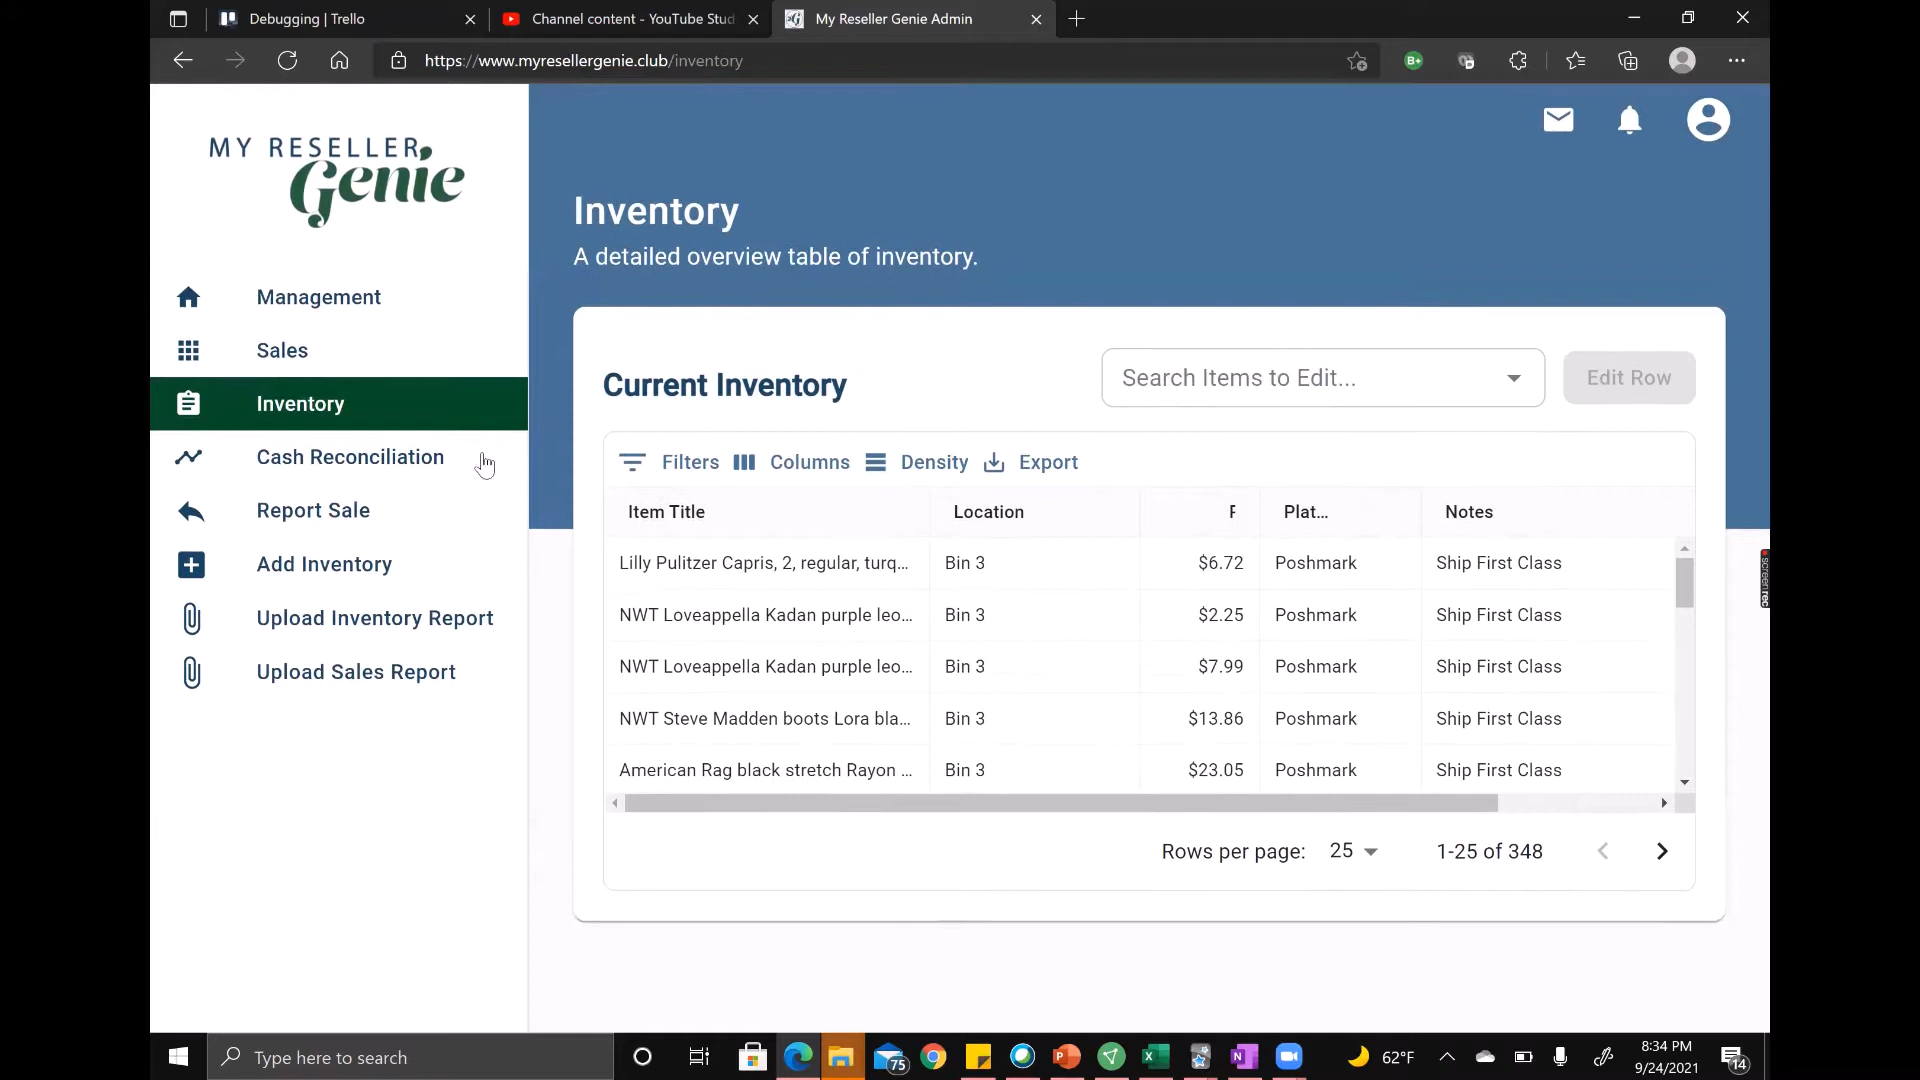 Debugging | Trello
Channel content - YouTube Stud
My Reseller Genie Admin
https://www.myresellergenie.club/inventory
B+
MY RESELLER
Genie
Management
Sales
Inventory
Cash Reconciliation
Report Sale
Add Inventory
Upload Inventory Report
Upload Sales Report
Inventory
A detailed overview table of inventory.
Current Inventory
Search Items to Edit...
Edit Row
Filters Columns Density Export
Item Title Location F Plat... Notes
Lilly Pulitzer Capris, 2, regular, turq... Bin 3 $6.72 Poshmark Ship First Class
NWT Loveappella Kadan purple leo... Bin 3 $2.25 Poshmark Ship First Class
NWT Loveappella Kadan purple leo... Bin 3 $7.99 Poshmark Ship First Class
NWT Steve Madden boots Lora bla... Bin 3 $13.86 Poshmark Ship First Class
American Rag black stretch Rayon ... Bin 3 $23.05 Poshmark Ship First Class
Rows per page: 25 1-25 of 348
screenrec
Type here to search
75
62°F
8:34 PM
9/24/2021
14